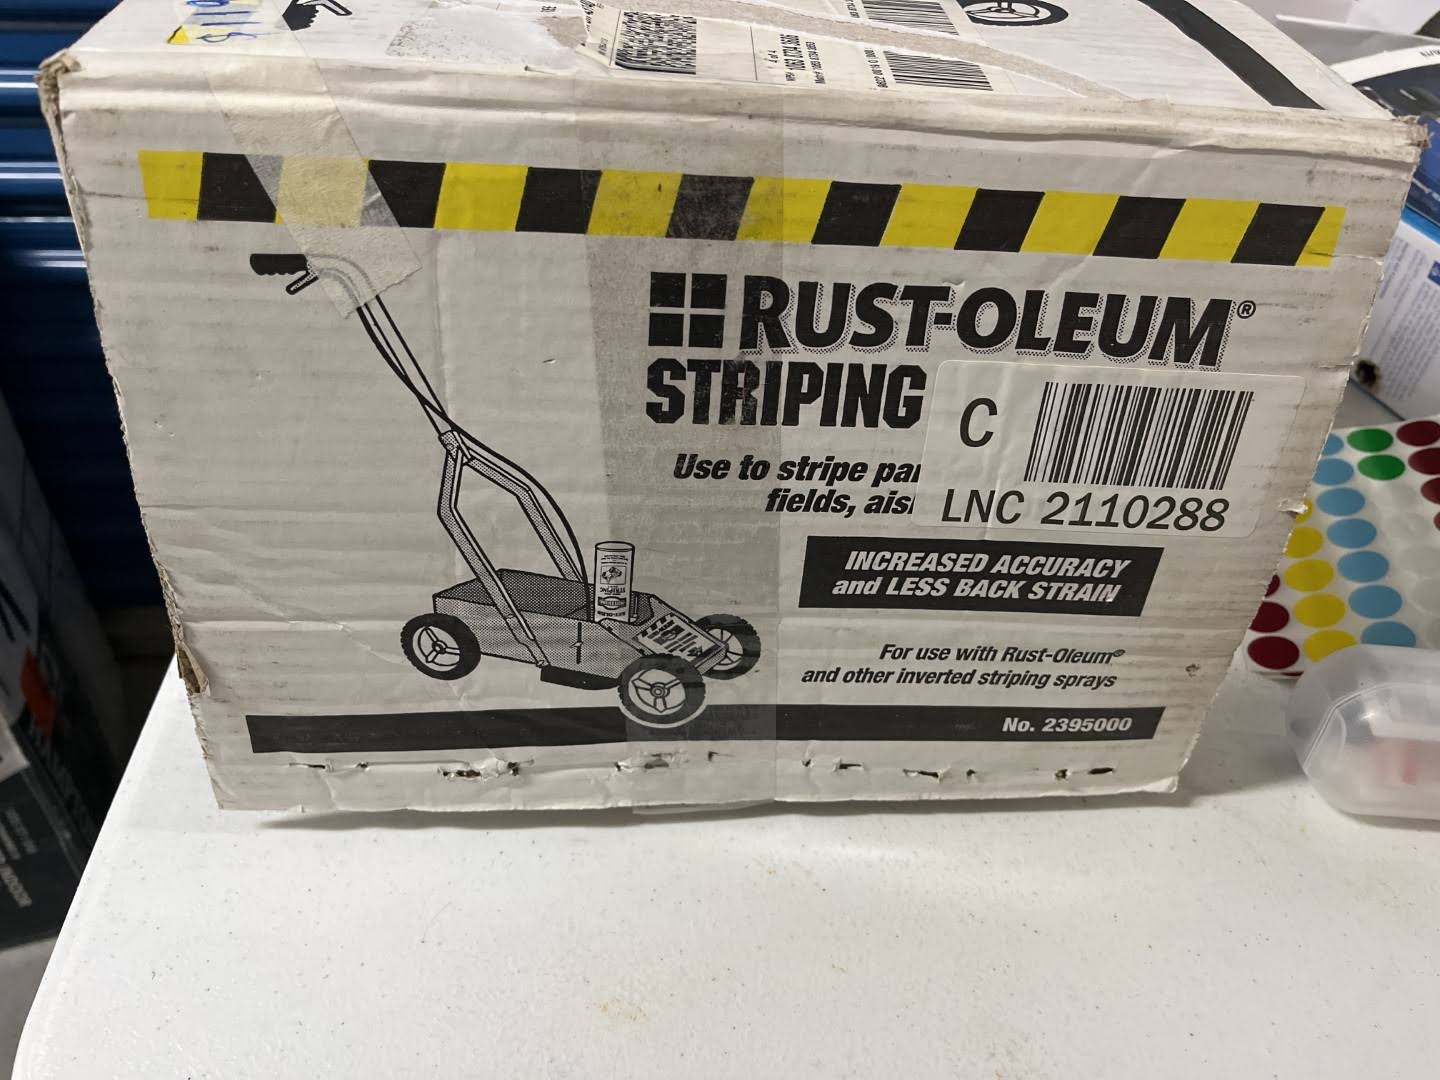 RUST-OLEUM®
STRIPING
Use to stripe
fields,
C
LNC 2110288
INCREASED ACCURACY
and LESS BACK STRAIN
For use with Rust-Oleum®
and other inverted striping sprays
No. 2395000